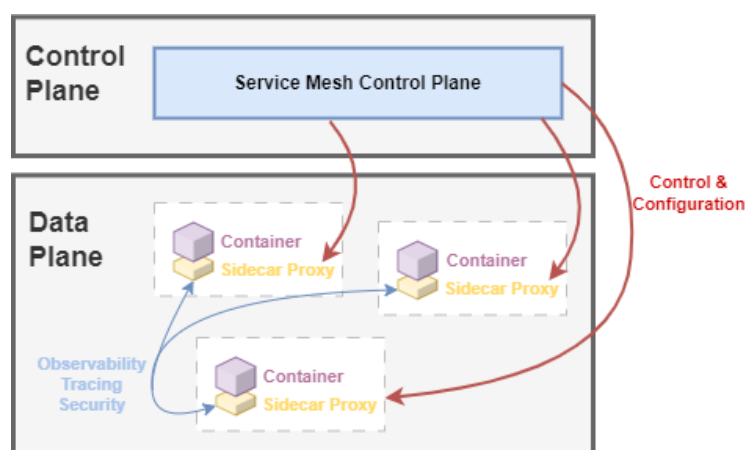 Control
Plane
Service Mesh Control Plane
Control &
Configuration
Data
Plane
Container
Sidecar Proxy
Container
Sidecar Proxy
Observability
Tracing
Security
Container
Sidecar Proxy